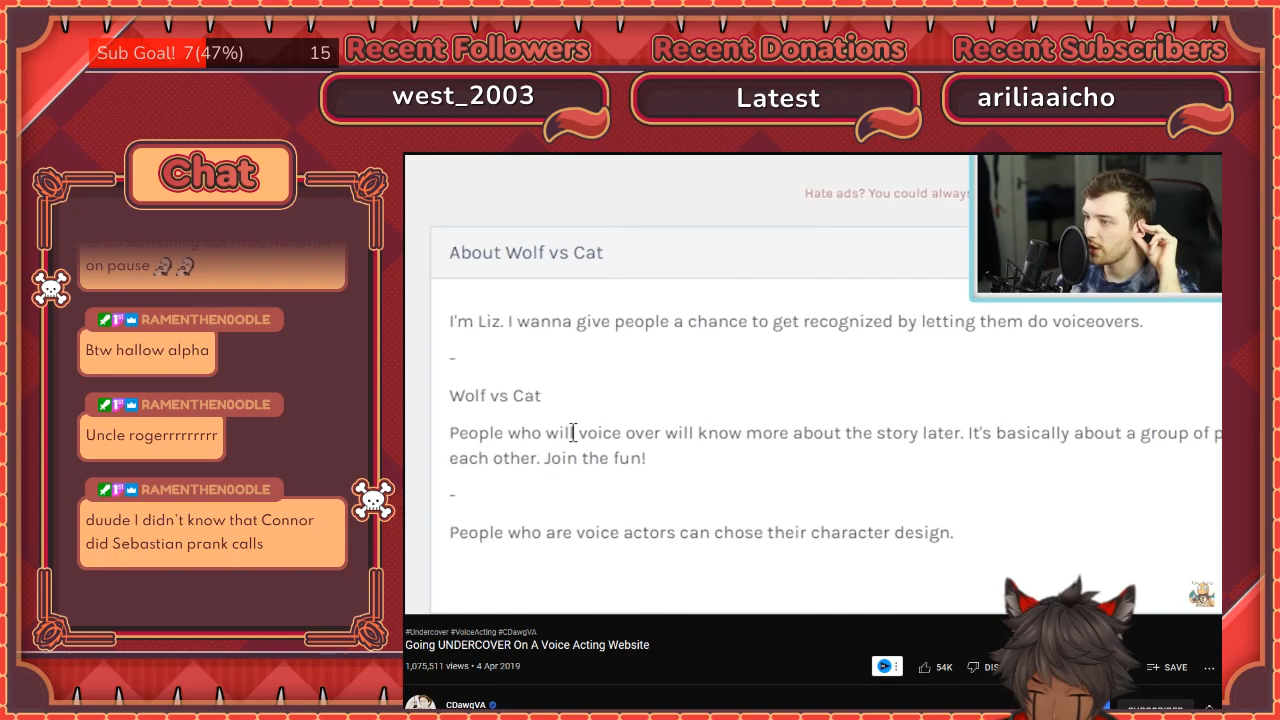 Sub Goal! 7(47%) 15
Recent Followers
Recent Donations
Recent Subscribers
west_2003
Latest
ariliaaicho
Chat
on pause
RAMENTHENOODLE
Btw hallow alpha
RAMENTHENOODLE
Uncle rogerrrrrrrrr
RAMENTHENOODLE
duude I didn't know that Connor
did Sebastian prank calls
Hate ads? You could always
About Wolf vs Cat
I'm Liz. I wanna give people a chance to get recognized by letting them do voiceovers.
-
Wolf vs Cat
People who will voice over will know more about the story later. It's basically about a group of p
each other. Join the fun!
-
People who are voice actors can chose their character design.
#Undercover #VoiceActing #CDawgVA
Going UNDERCOVER On A Voice Acting Website
1,075,511 views • 4 Apr 2019
54K
DIS
SAVE
CDawgVA